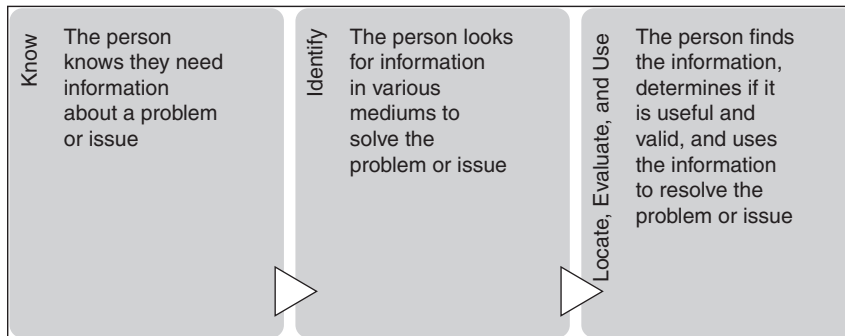 Know
The person
knows they need
information
about a problem
or issue
Identify
The person looks
for information
in various
mediums to
solve the
problem or issue
Locate, Evaluate, and Use
The person finds
the information,
determines if it
is useful and
valid, and uses
the information
to resolve the
problem or issue